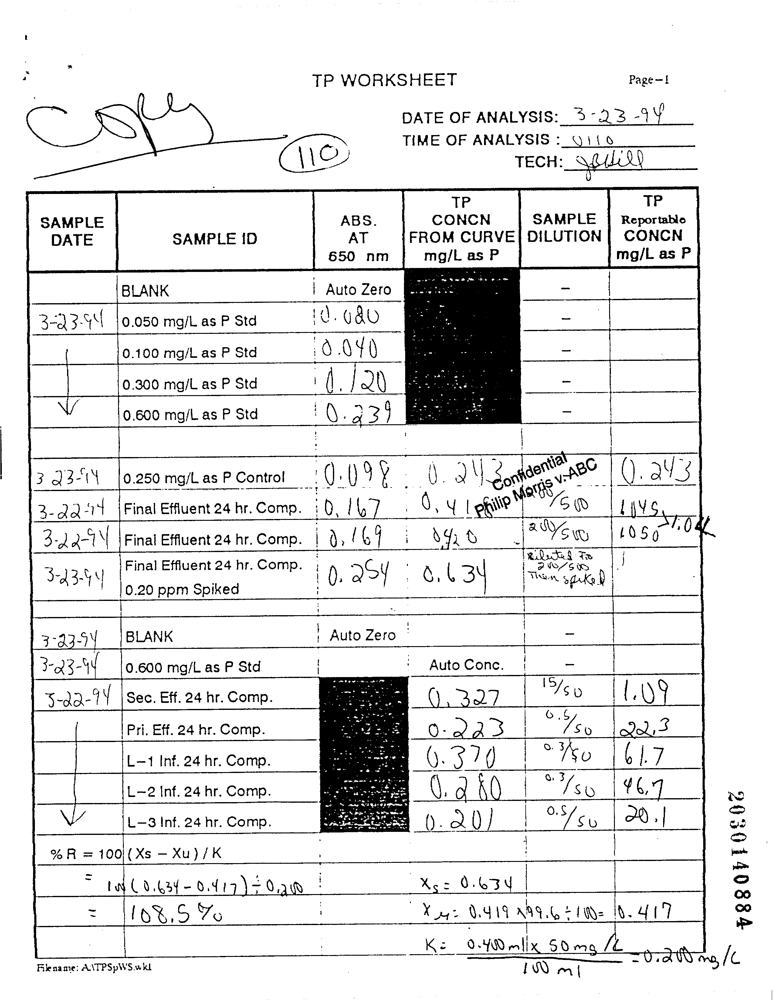 TP WORKSHEET Page-1
Copy
DATE OF ANALYSIS: 3-23-94
110
TIME OF ANALYSIS : 0110
TECH: JBHill
SAMPLE DATE SAMPLE ID ABS. AT 650 nm TP CONCN FROM CURVE mg/L as P SAMPLE DILUTION TP Reportable CONCN mg/L as P
BLANK Auto Zero –
3-23-94 0.050 mg/L as P Std 0.020 –
0.100 mg/L as P Std 0.040 –
0.300 mg/L as P Std 0.120 –
0.600 mg/L as P Std 0.239 –
3 23-94 0.250 mg/L as P Control 0.098 0.243 0.243
Confidential
Philip Morris v. ABC
3-22-94 Final Effluent 24 hr. Comp. 0.167 0.41 /500 1.045
3-22-94 Final Effluent 24 hr. Comp. 0.169 0.420 200/500 1.050 >1.04
3-23-94 Final Effluent 24 hr. Comp. 0.254 0.634 Diluted To 200/500 Then spiked
0.20 ppm Spiked
3-23-94 BLANK Auto Zero –
3-23-94 0.600 mg/L as P Std Auto Conc. –
3-22-94 Sec. Eff. 24 hr. Comp. 0.327 15/50 1.09
Pri. Eff. 24 hr. Comp. 0.223 0.5/50 22.3
L-1 Inf. 24 hr. Comp. 0.370 0.3/50 61.7
L-2 Inf. 24 hr. Comp. 0.280 0.3/50 46.7
L-3 Inf. 24 hr. Comp. 0.201 0.5/50 20.1
% R = 100 (Xs – Xu) / K
= 100 (0.634 - 0.417) ÷ 0.200 Xs = 0.634
= 108.5% Xu = 0.419 x 99.6 ÷ 100 = 0.417
K = 0.400 ml x 50 mg/L = 0.200 mg/L
100 ml
Filename: A:\TPSpWS.wk1
2030140884